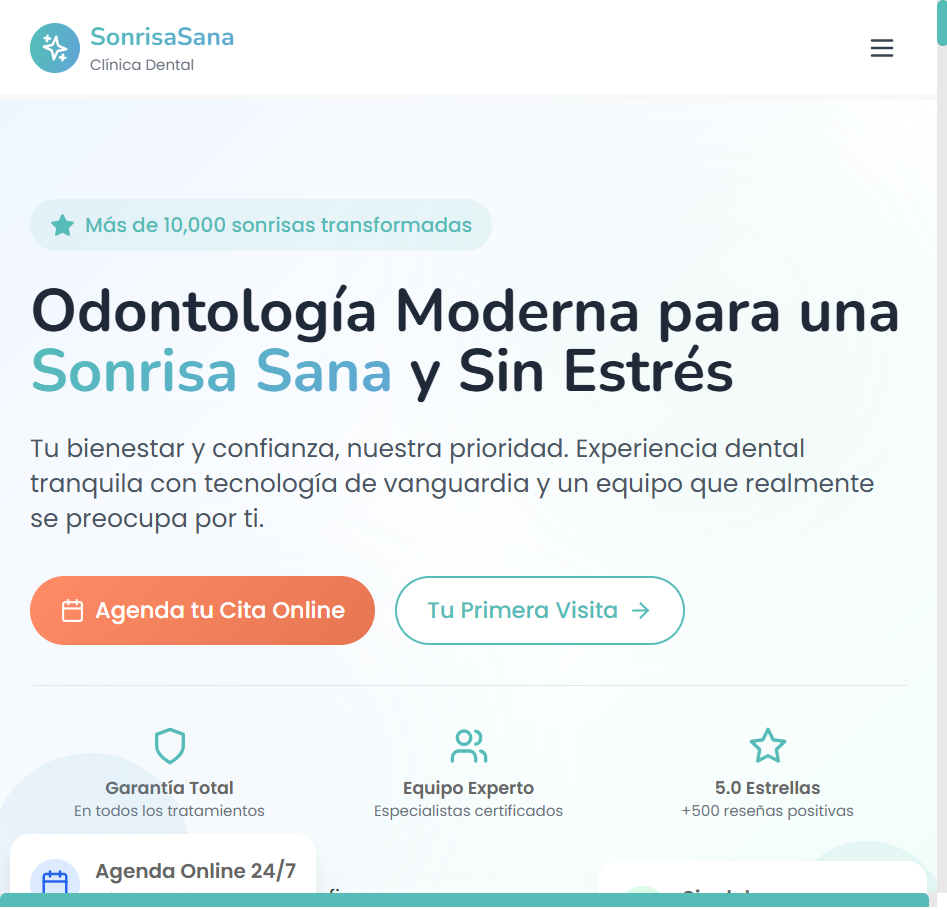 SonrisaSana
Clínica Dental
Más de 10,000 sonrisas transformadas
Odontología Moderna para una
Sonrisa Sana y Sin Estrés
Tu bienestar y confianza, nuestra prioridad. Experiencia dental
tranquila con tecnología de vanguardia y un equipo que realmente
se preocupa por ti.
Agenda tu Cita Online
Tu Primera Visita
Garantía Total
En todos los tratamientos
Equipo Experto
Especialistas certificados
5.0 Estrellas
+500 reseñas positivas
Agenda Online 24/7